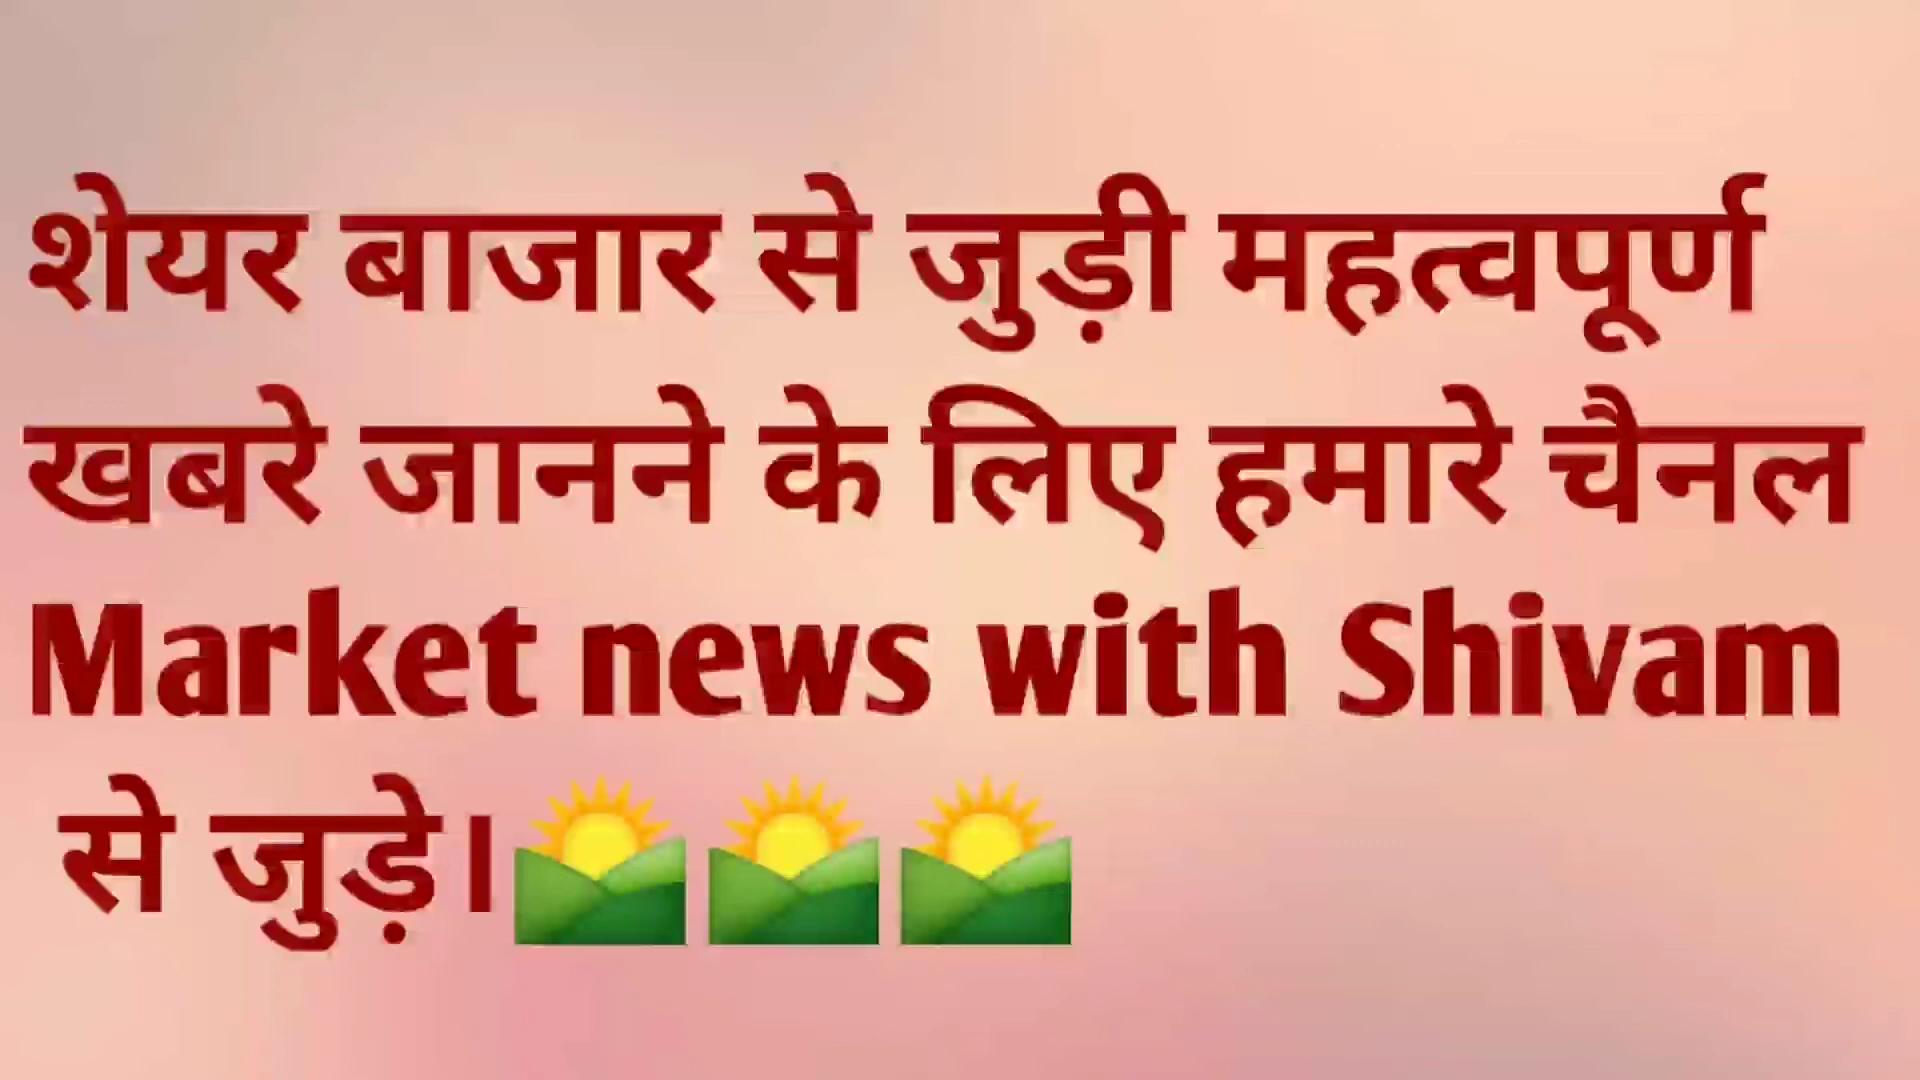 शेयर बाजार से जुड़ी महत्वपूर्ण
खबरे जानने के लिए हमारे चैनल
Market news with Shivam
से जुड़े।🌄🌄🌄